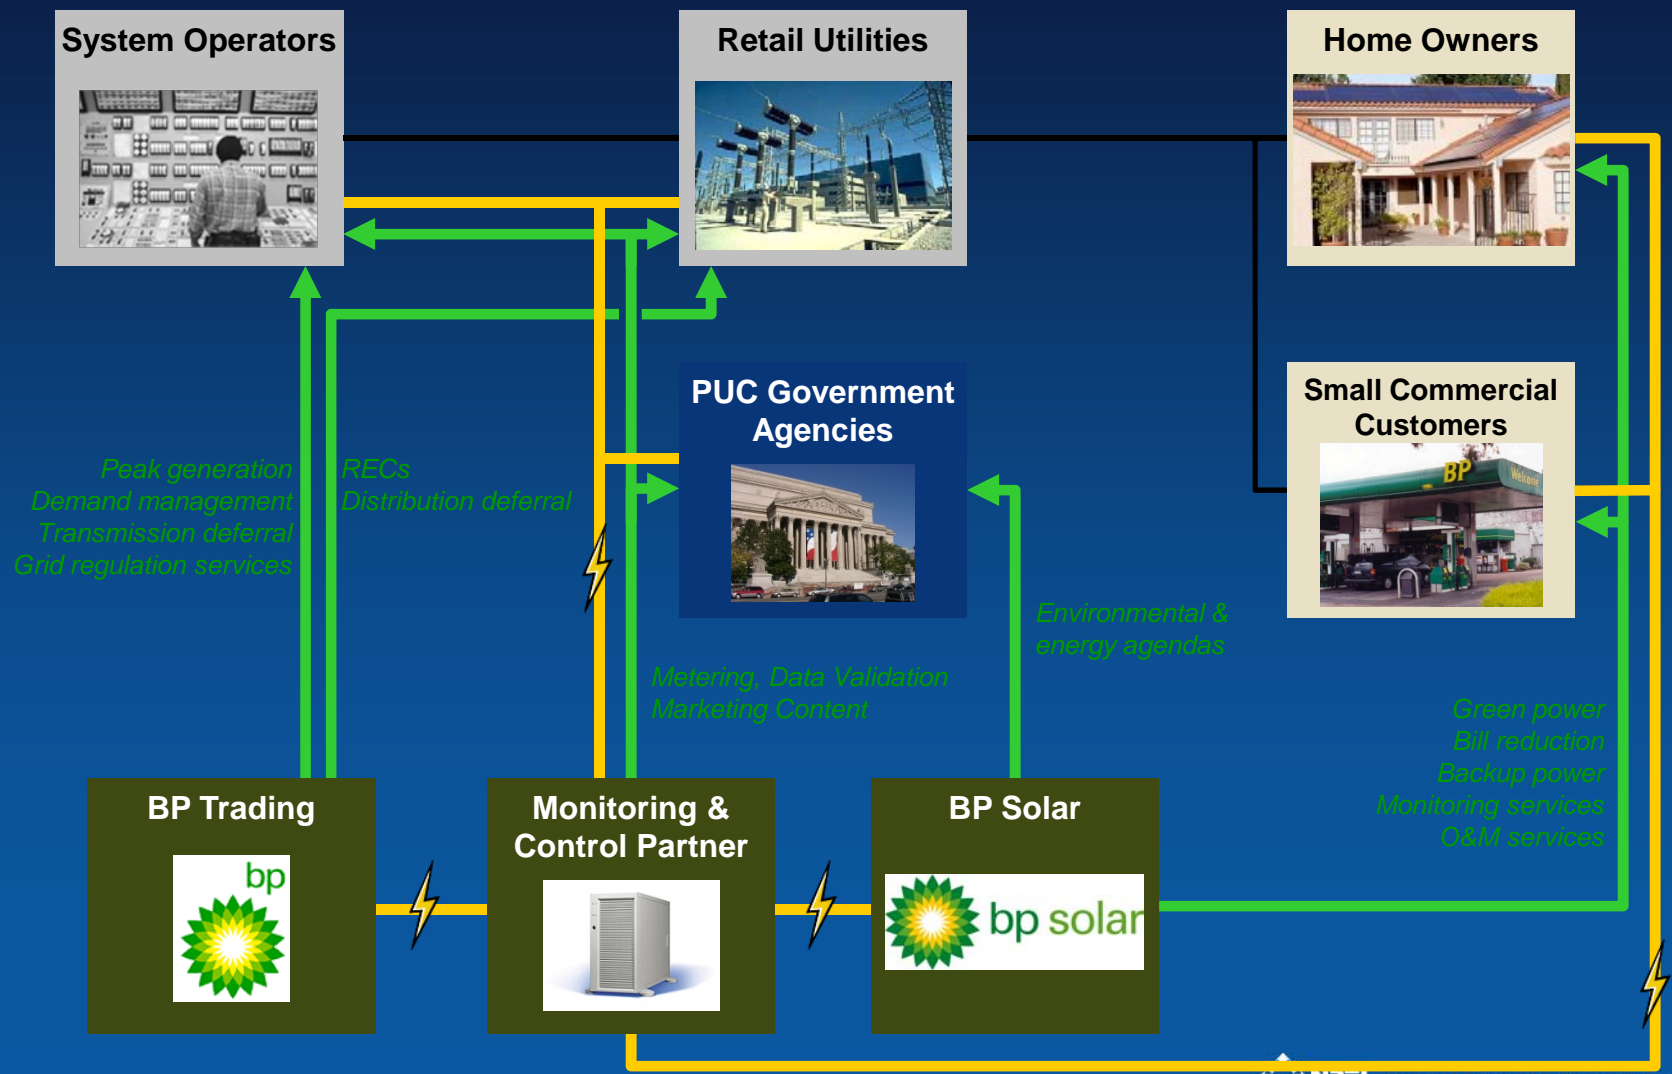 System Operators
Retail Utilities
Home Owners
PUC Government
Agencies
Small Commercial
Customers
BP
Welcome
Peak generation
Demand management
Transmission deferral
Grid regulation services
RECs
Distribution deferral
Environmental &
energy agendas
Metering, Data Validation
Marketing Content
Green power
Bill reduction
Backup power
Monitoring services
O&M services
BP Trading
bp
Monitoring &
Control Partner
BP Solar
bp solar